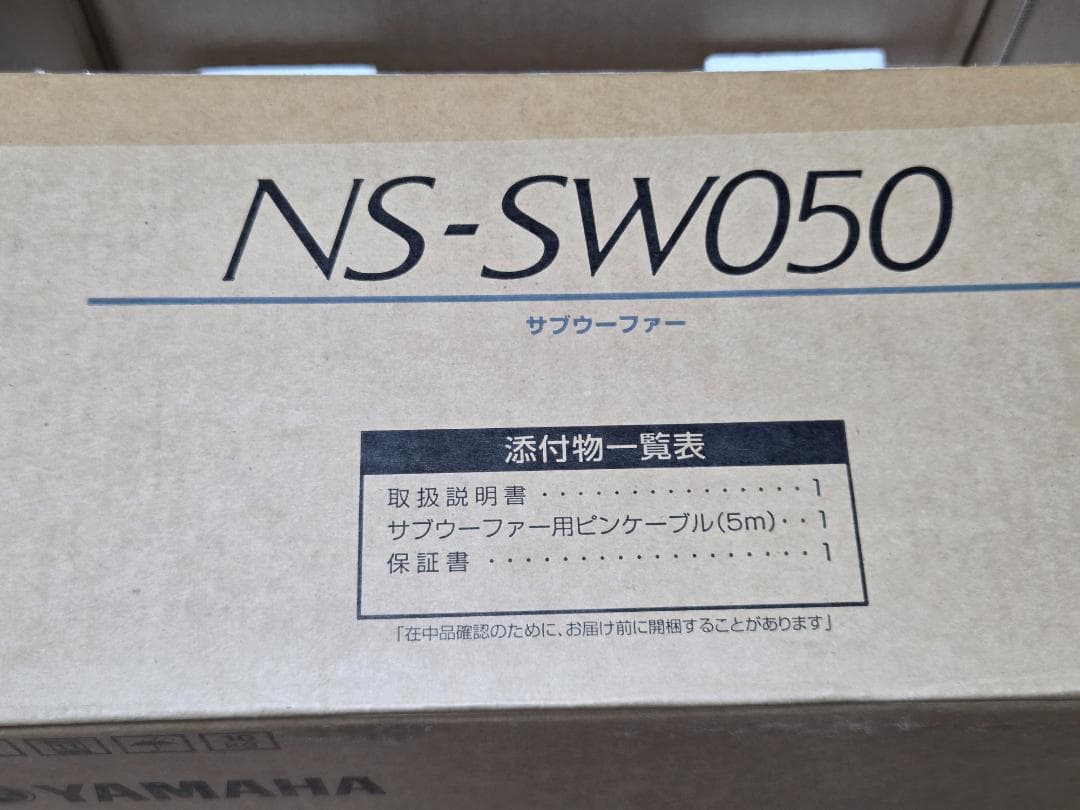 NS-SW050
サブウーファー
添付物一覧表
取扱説明書 ･･･････････････1
サブウーファー用ピンケーブル(5m)･･1
保証書 ･･････････････････1
「在中品確認のために、お届け前に開梱することがあります」
YAMAHA